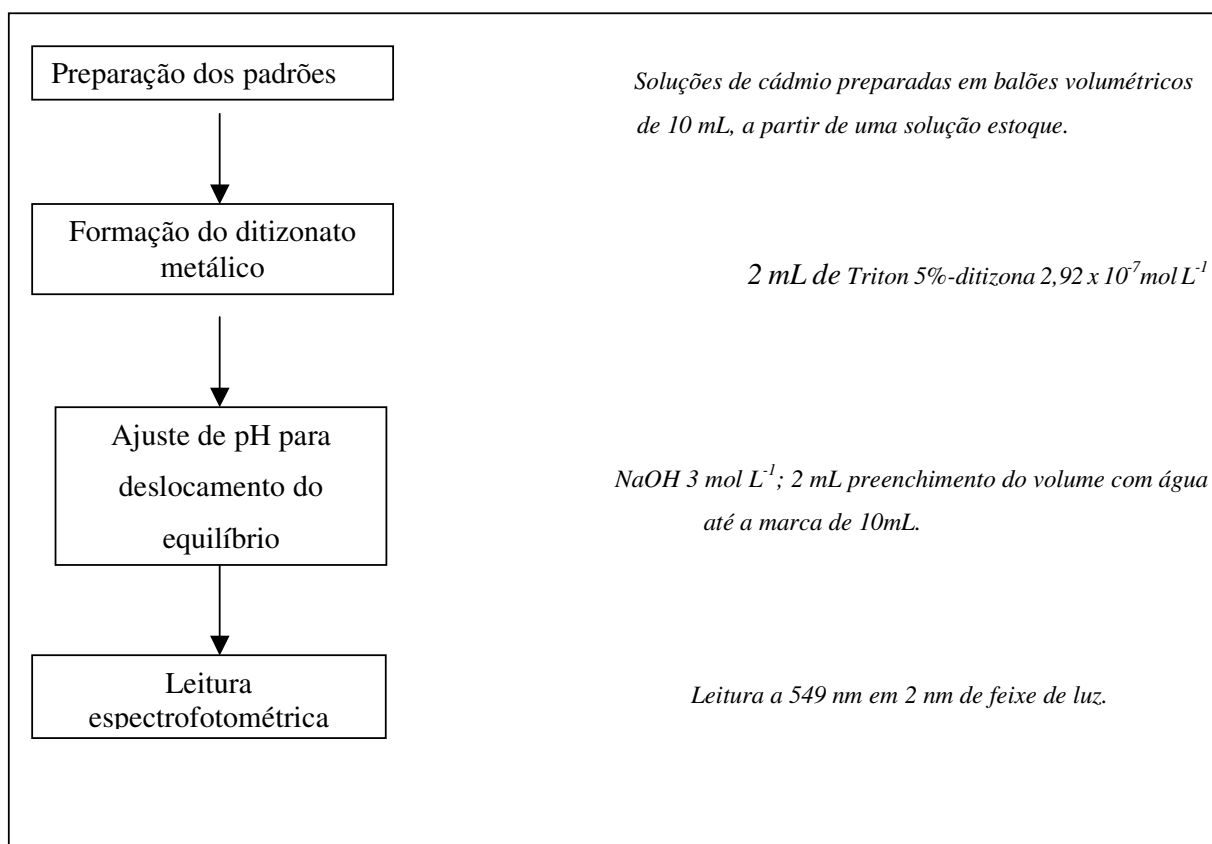 Preparação dos padrões
Soluções de cádmio preparadas em balões volumétricos
de 10 mL, a partir de uma solução estoque.
Formação do ditizonato
metálico
2 mL de Triton 5%-ditizona 2,92 x 10⁻⁷mol L⁻¹
Ajuste de pH para
deslocamento do
equilíbrio
NaOH 3 mol L⁻¹; 2 mL preenchimento do volume com água
até a marca de 10mL.
Leitura
espectrofotométrica
Leitura a 549 nm em 2 nm de feixe de luz.